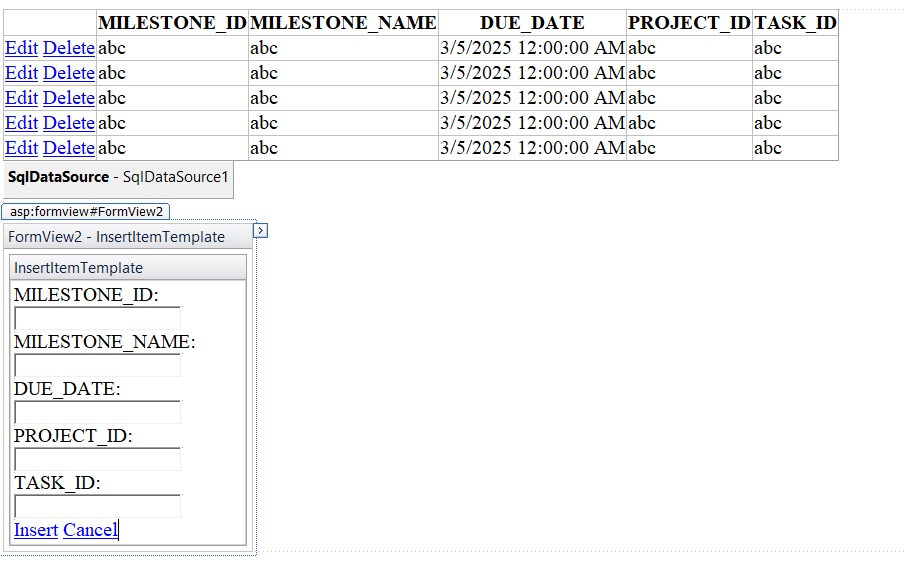 MILESTONE_ID MILESTONE_NAME DUE_DATE PROJECT_ID TASK_ID
Edit Delete abc abc 3/5/2025 12:00:00 AM abc abc
Edit Delete abc abc 3/5/2025 12:00:00 AM abc abc
Edit Delete abc abc 3/5/2025 12:00:00 AM abc abc
Edit Delete abc abc 3/5/2025 12:00:00 AM abc abc
Edit Delete abc abc 3/5/2025 12:00:00 AM abc abc
SqlDataSource - SqlDataSource1
asp:formview#FormView2
FormView2 - InsertItemTemplate
InsertItemTemplate
MILESTONE_ID:
MILESTONE_NAME:
DUE_DATE:
PROJECT_ID:
TASK_ID:
Insert Cancel